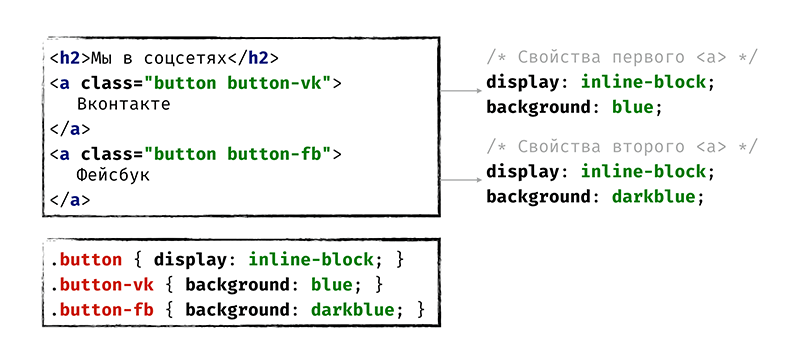 <h2>Мы в соцсетях</h2>
<a class="button button-vk">
Вконтакте
</a>
<a class="button button-fb">
Фейсбук
</a>
/* Свойства первого <a> */
display: inline-block;
background: blue;
/* Свойства второго <a> */
display: inline-block;
background: darkblue;
.button { display: inline-block; }
.button-vk { background: blue; }
.button-fb { background: darkblue; }